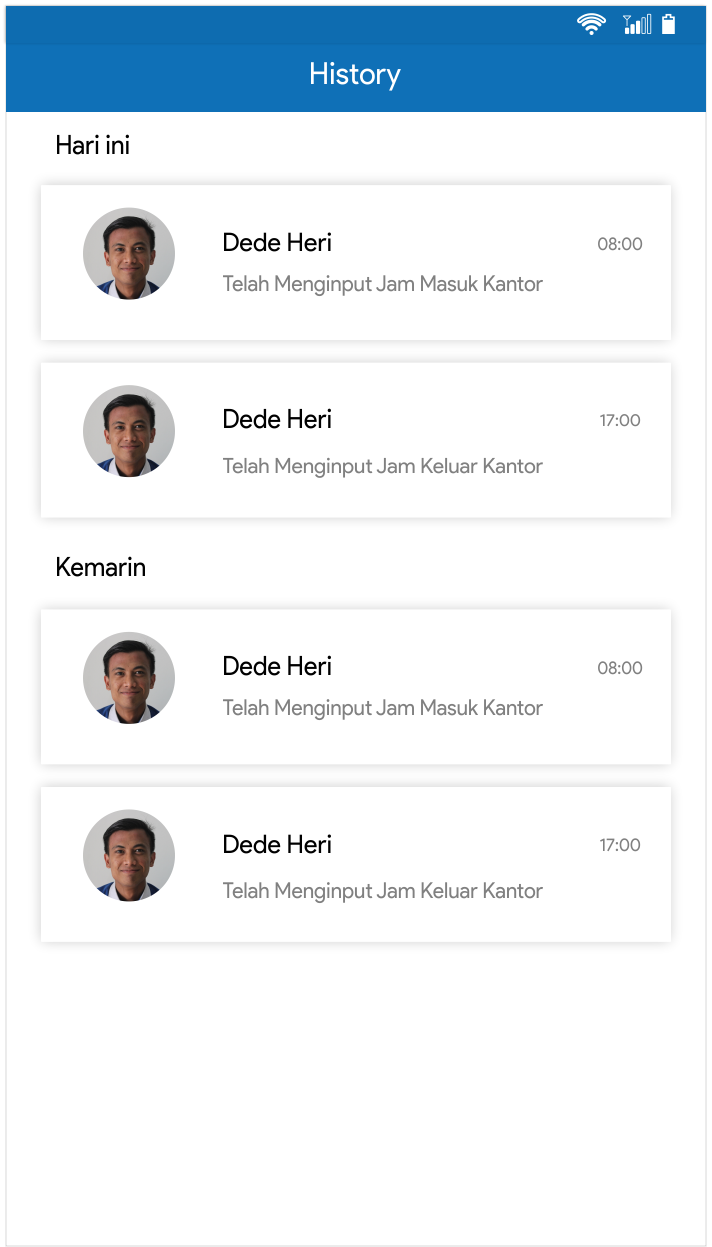 History
Hari ini
Dede Heri
08:00
Telah Menginput Jam Masuk Kantor
Dede Heri
17:00
Telah Menginput Jam Keluar Kantor
Kemarin
Dede Heri
08:00
Telah Menginput Jam Masuk Kantor
Dede Heri
17:00
Telah Menginput Jam Keluar Kantor